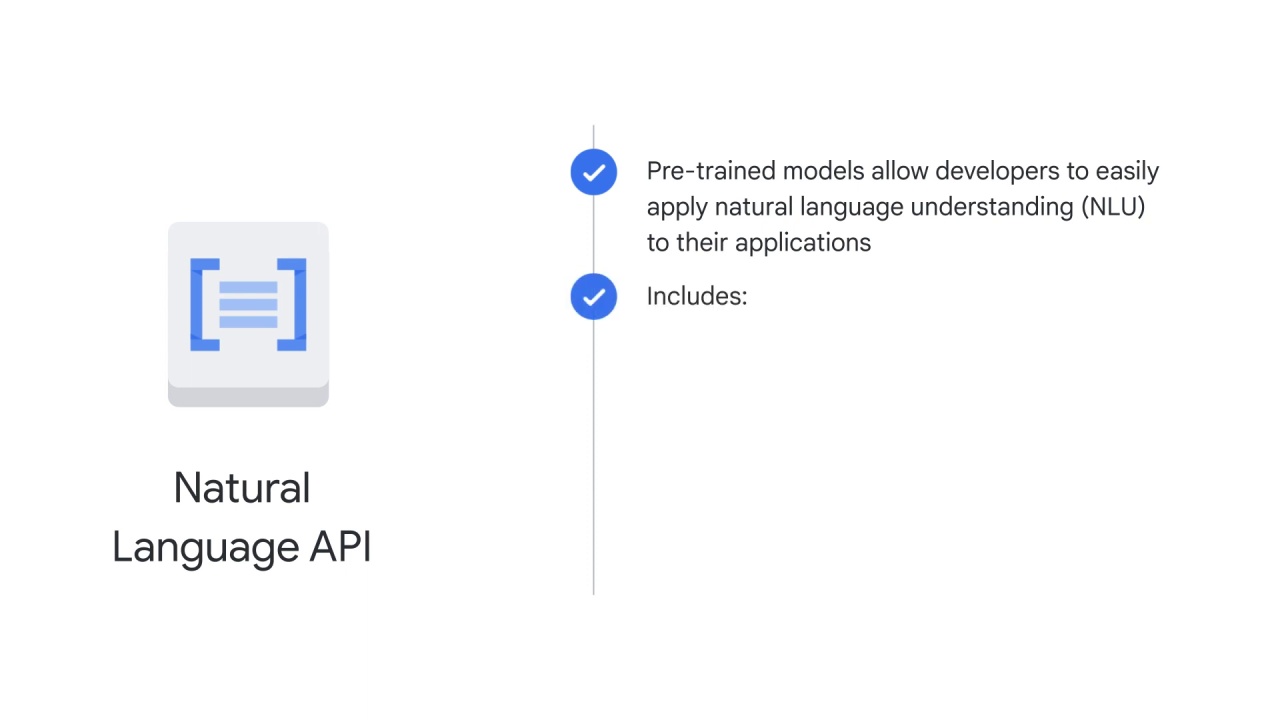 Natural
Language API
Pre-trained models allow developers to easily
apply natural language understanding (NLU)
to their applications
Includes: